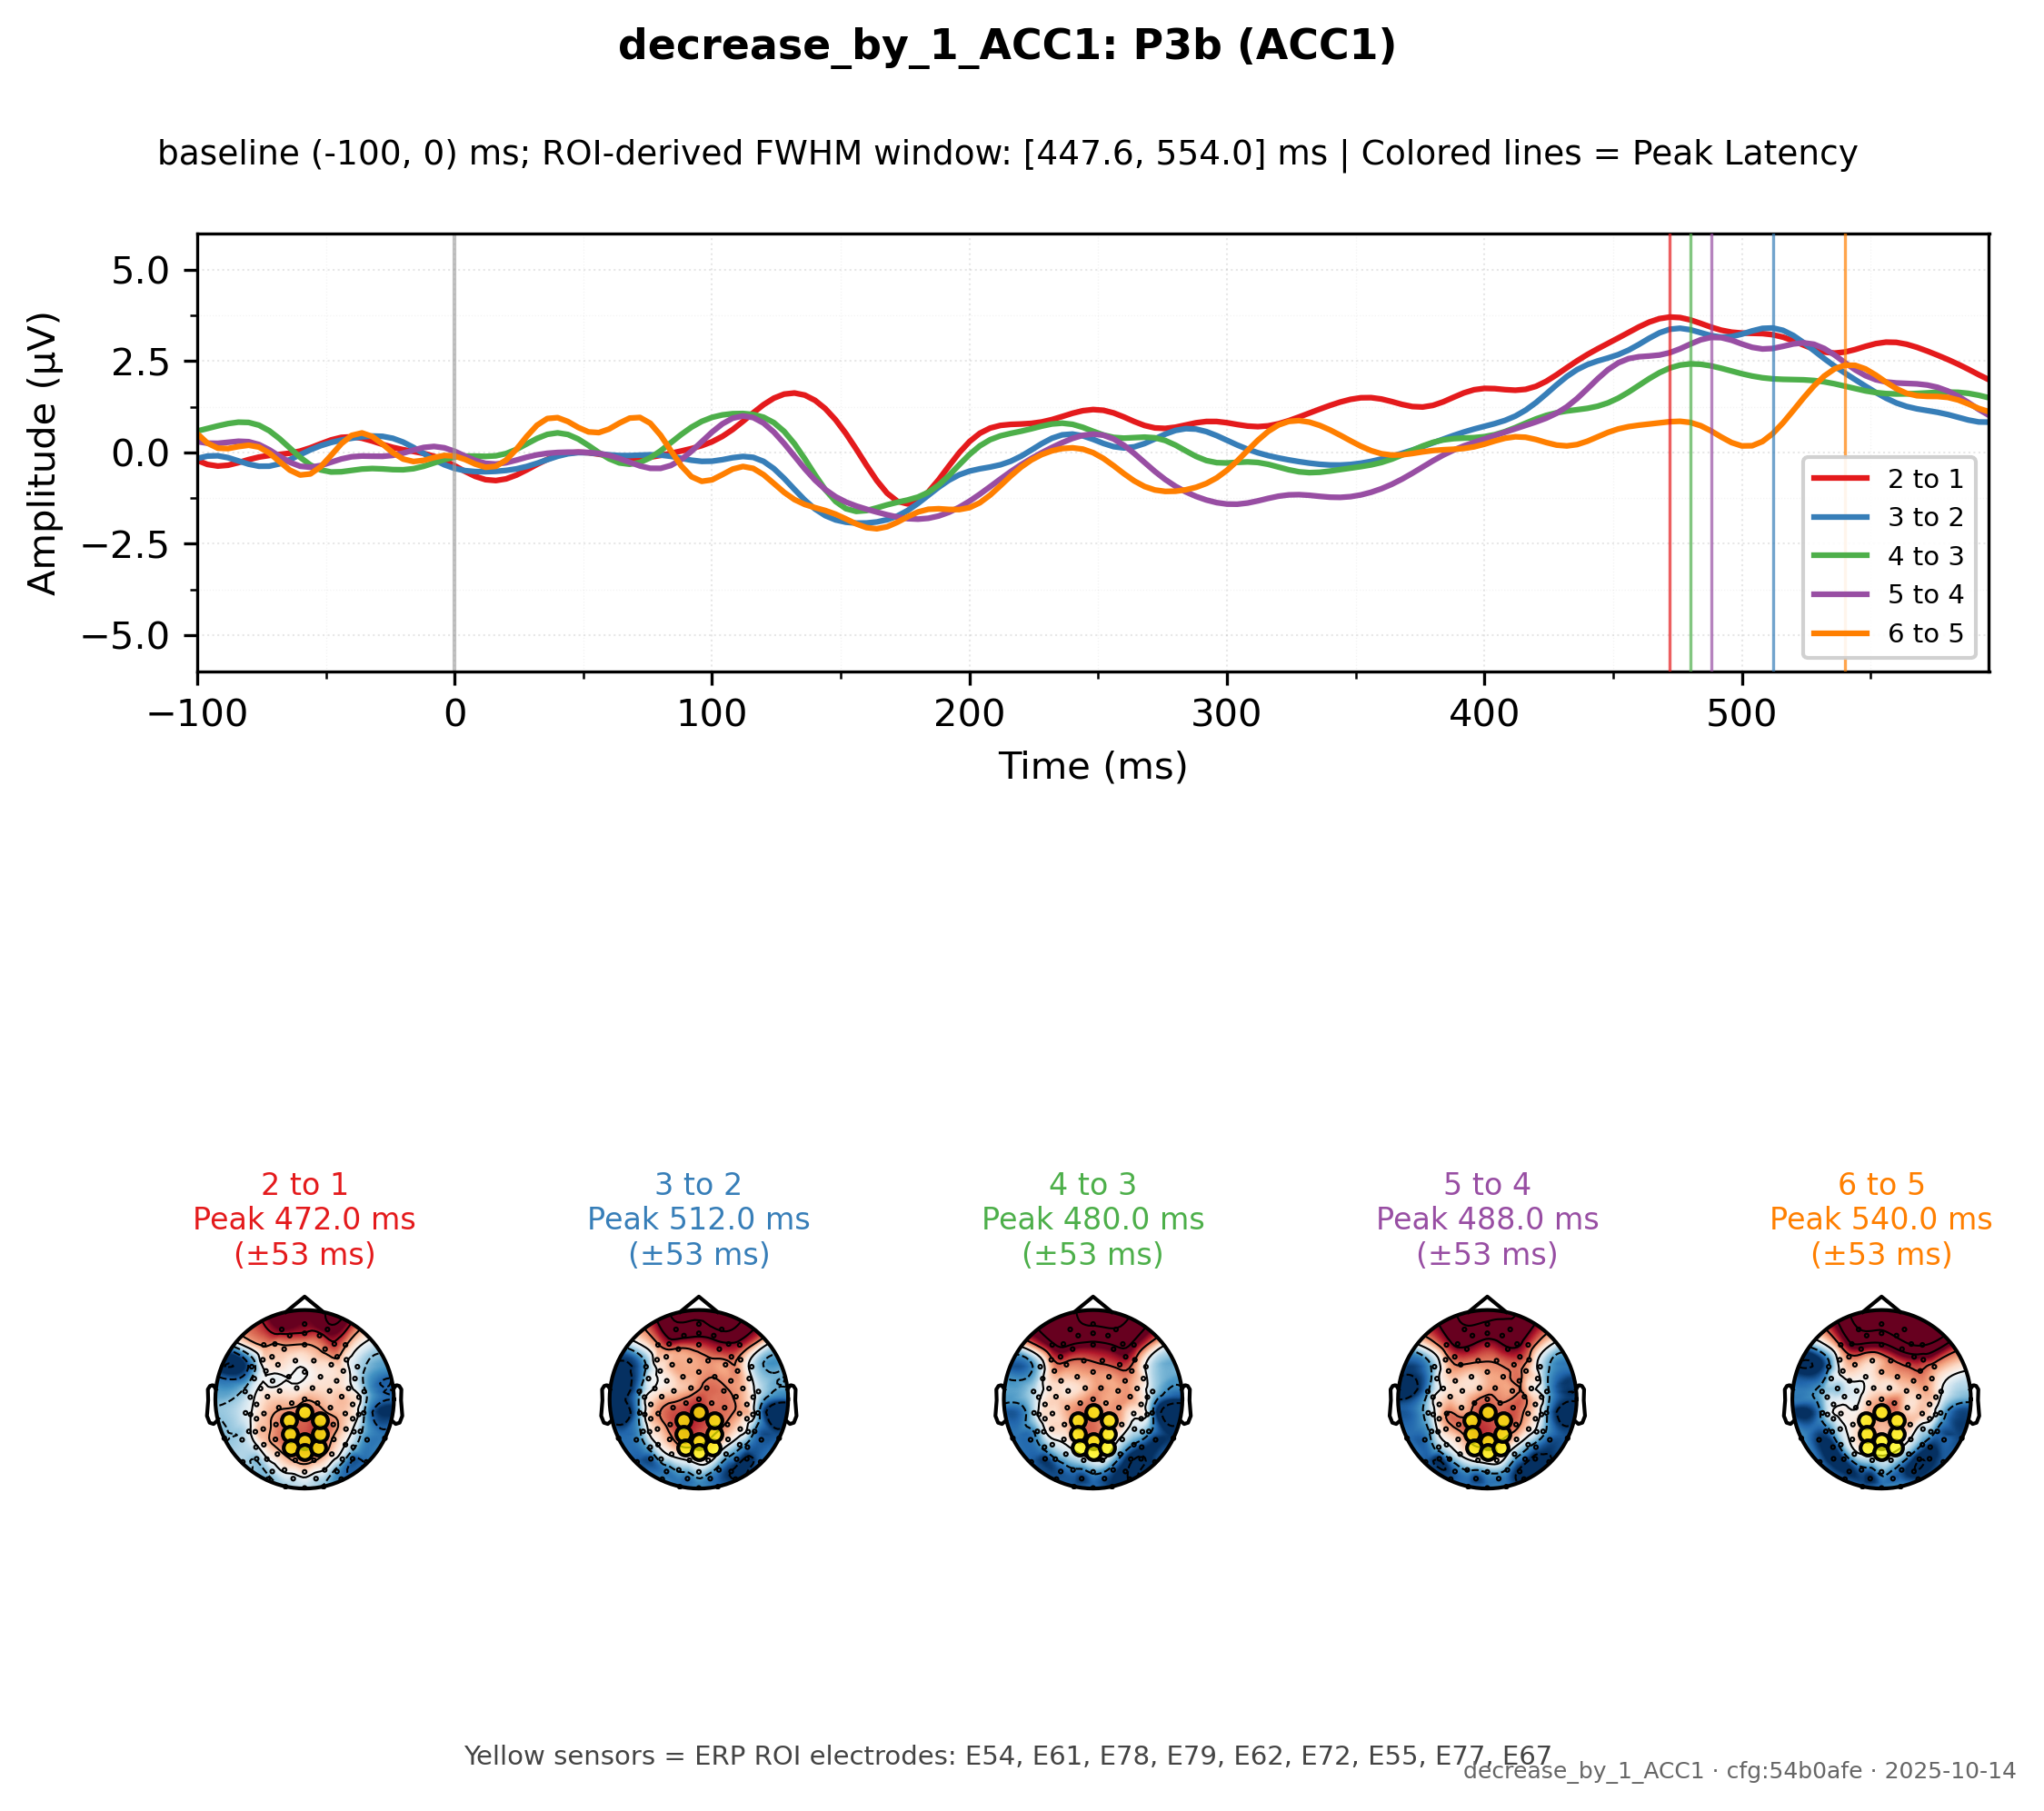 decrease_by_1_ACC1: P3b (ACC1)
baseline (-100, 0) ms; ROI-derived FWHM window: [447.6, 554.0] ms | Colored lines = Peak Latency
Amplitude (µV)
5.0
2.5
0.0
−2.5
−5.0
2 to 1
3 to 2
4 to 3
5 to 4
6 to 5
−100 0 100 200 300 400 500
Time (ms)
2 to 1
Peak 472.0 ms
(±53 ms)
3 to 2
Peak 512.0 ms
(±53 ms)
4 to 3
Peak 480.0 ms
(±53 ms)
5 to 4
Peak 488.0 ms
(±53 ms)
6 to 5
Peak 540.0 ms
(±53 ms)
Yellow sensors = ERP ROI electrodes: E54, E61, E78, E79, E62, E72, E55, E77, E67
decrease_by_1_ACC1 · cfg:54b0afe · 2025-10-14